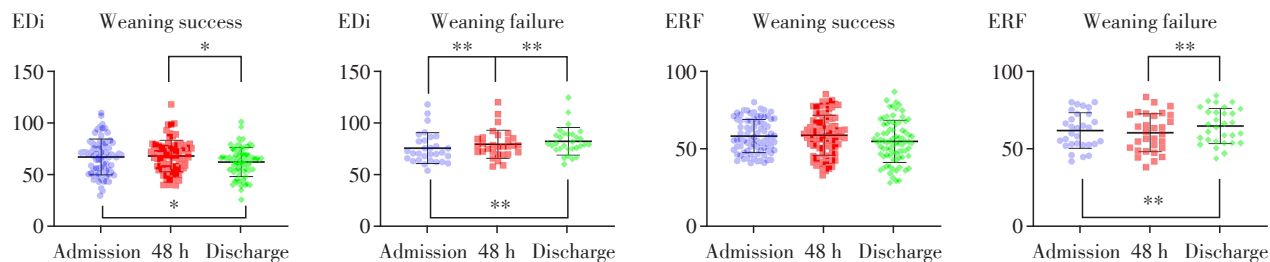 EDi Weaning success
150
100
50
0
Admission 48 h Discharge
*
*
EDi Weaning failure
150
100
50
0
Admission 48 h Discharge
** **
**
ERF Weaning success
100
50
0
Admission 48 h Discharge
ERF Weaning failure
100
50
0
Admission 48 h Discharge
**
**